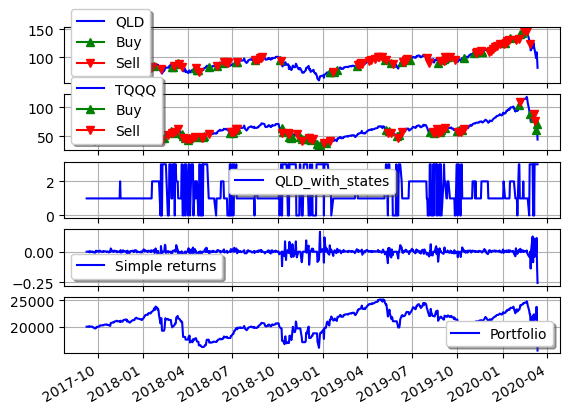 QLD
Buy
Sell
150
100
TQQQ
Buy
Sell
100
50
QLD_with_states
2
0
Simple returns
0.00
−0.25
Portfolio
25000
20000
2017-10
2018-01
2018-04
2018-07
2018-10
2019-01
2019-04
2019-07
2019-10
2020-01
2020-04